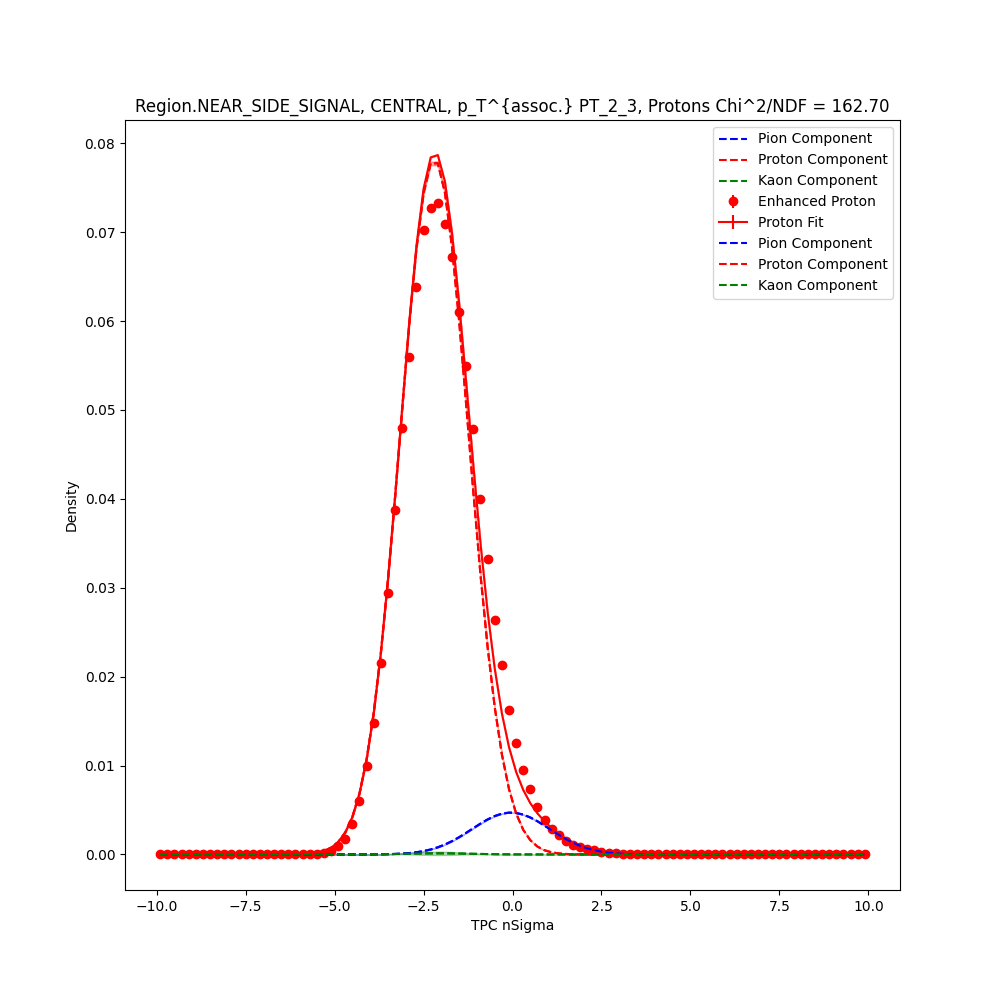 Region.NEAR_SIDE_SIGNAL, CENTRAL, p_T^{assoc.} PT_2_3, Protons Chi^2/NDF = 162.70
Pion Component
Proton Component
Kaon Component
Enhanced Proton
Proton Fit
Pion Component
Proton Component
Kaon Component
0.08
0.07
0.06
0.05
0.04
0.03
0.02
0.01
0.00
Density
−10.0 −7.5 −5.0 −2.5 0.0 2.5 5.0 7.5 10.0
TPC nSigma